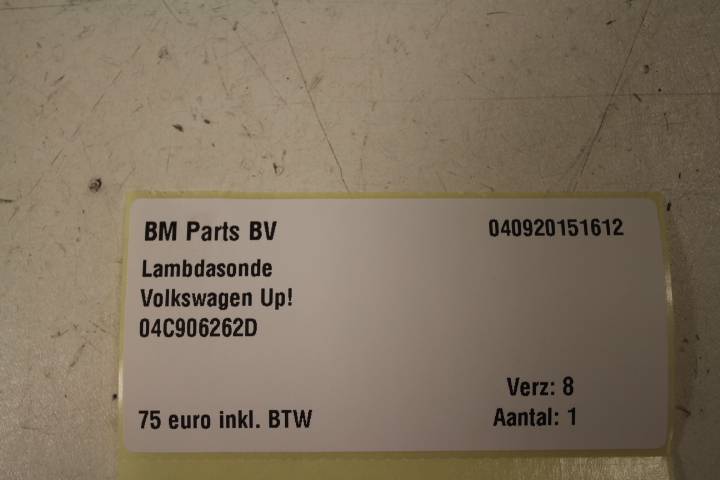 BM Parts BV 040920151612
Lambdasonde
Volkswagen Up!
04C906262D
Verz: 8
75 euro inkl. BTW Aantal: 1